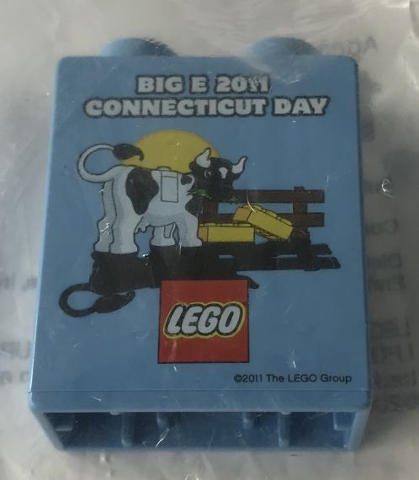 BIG E 2011
CONNECTICUT DAY
LEGO
©2011 The LEGO Group